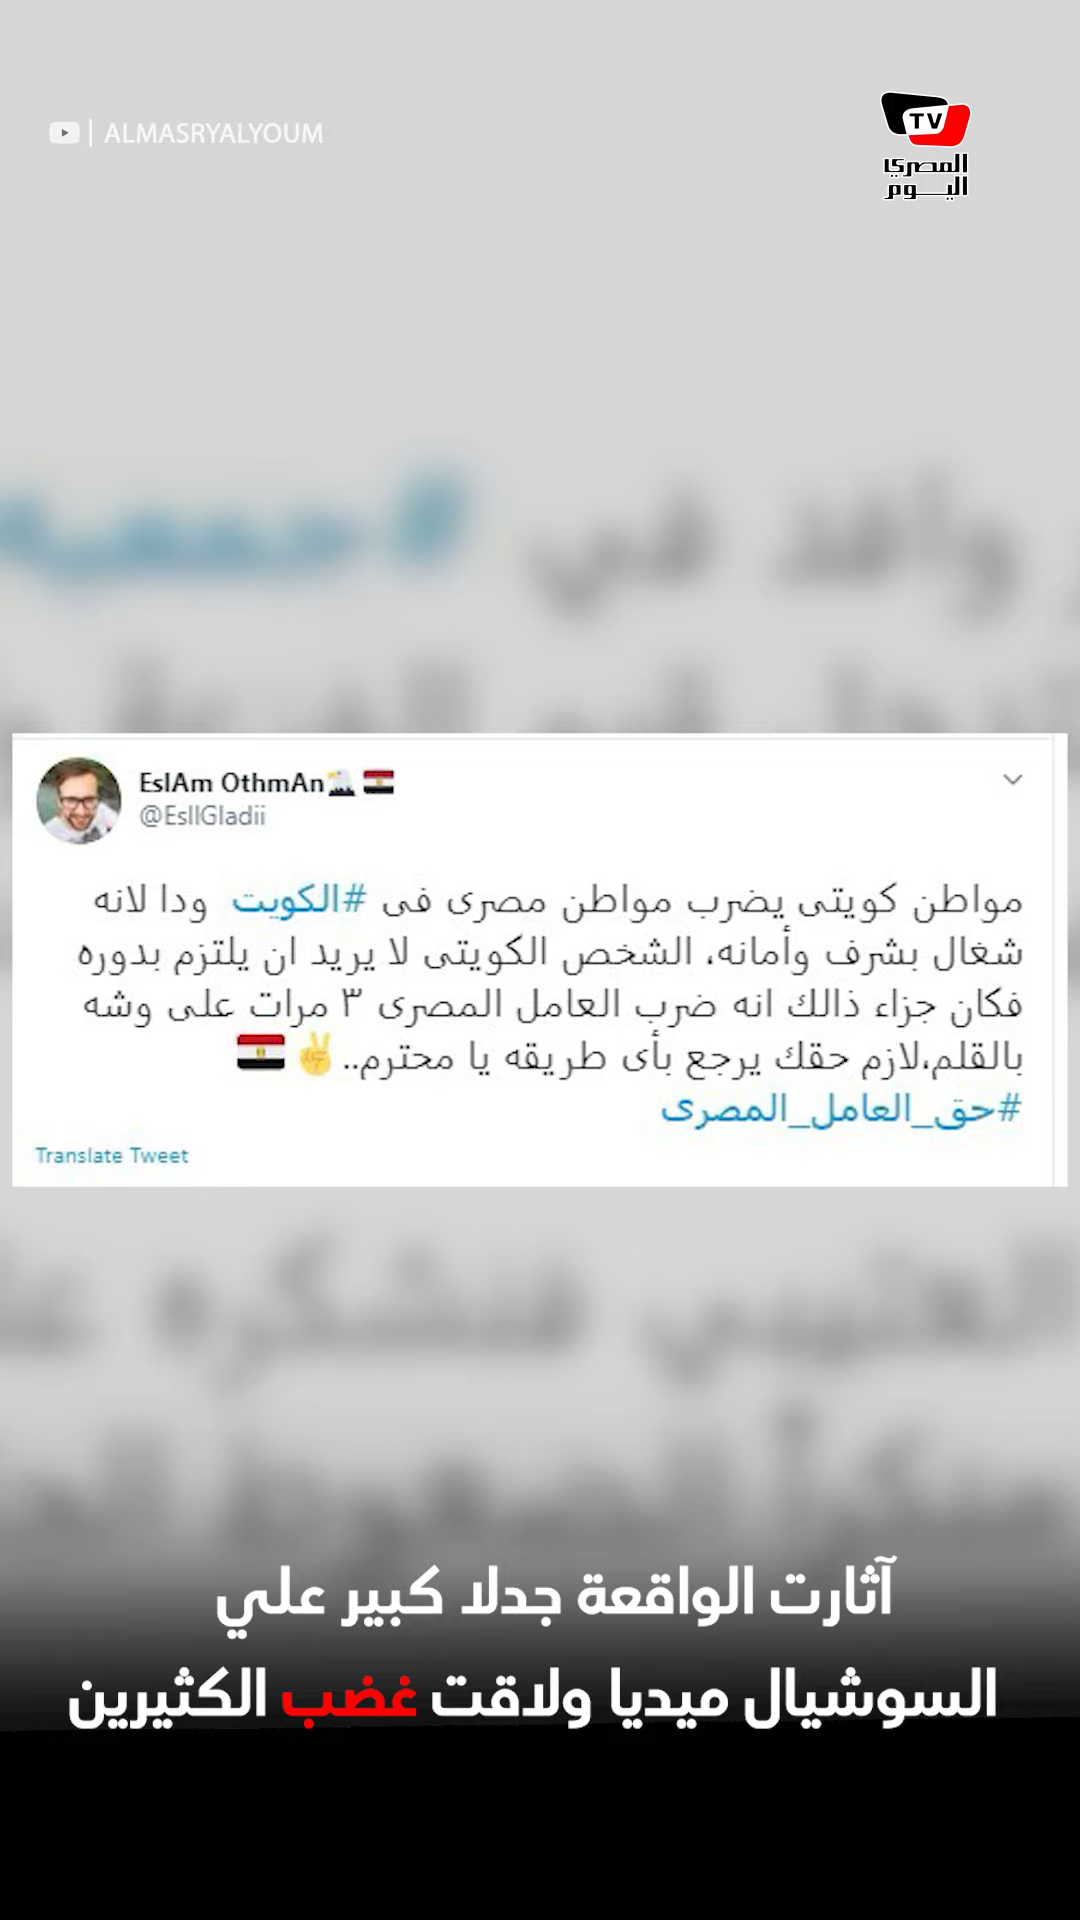 ALMASRYALYOUM
TV
المصري
اليوم
EslAm OthmAn
@EsllGladii
مواطن كويتى يضرب مواطن مصرى فى #الكويت ودا لانه
شغال بشرف وأمانه، الشخص الكويتى لا يريد ان يلتزم بدوره
فكان جزاء ذالك انه ضرب العامل المصرى ٣ مرات على وشه
بالقلم،لازم حقك يرجع بأى طريقه يا محترم..
#حق_العامل_المصرى
Translate Tweet
آثارت الواقعة جدلا كبير علي
السوشيال ميديا ولاقت غضب الكثيرين